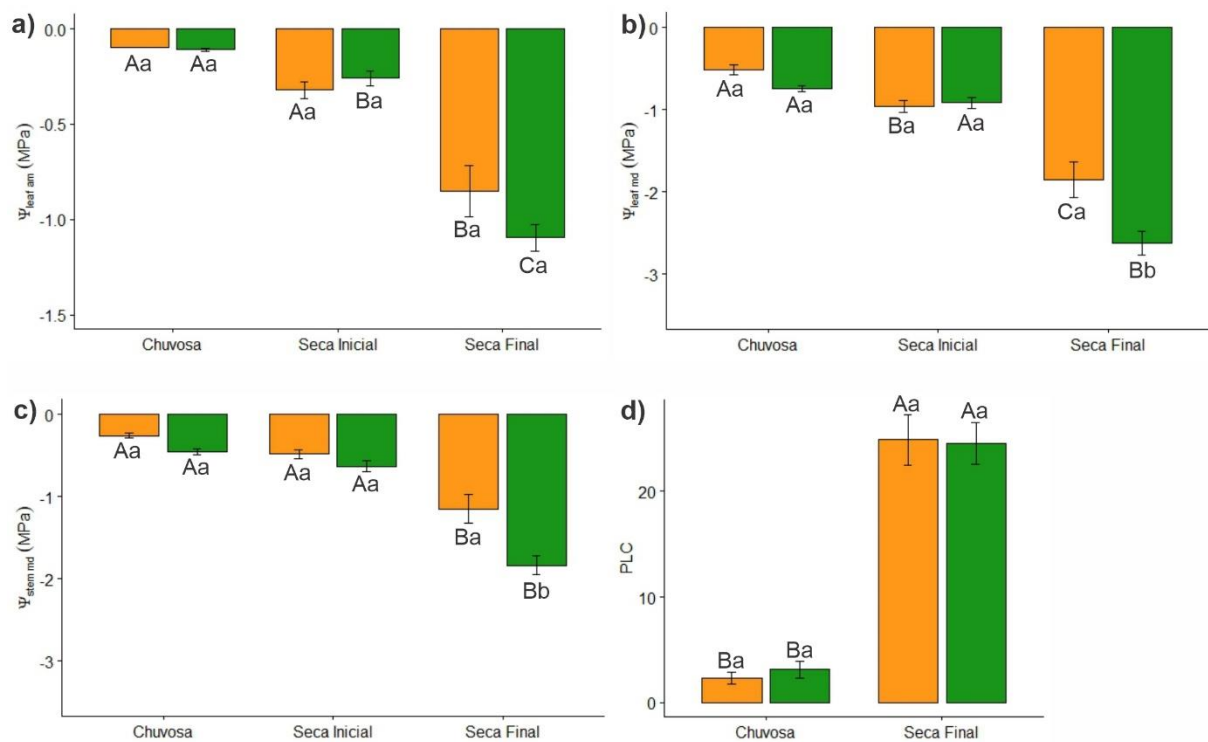 a)
0.0
-0.5
-1.0
-1.5
Ψleaf am (MPa)
Aa Aa
Aa Ba
Ba Ca
Chuvosa Seca Inicial Seca Final
b)
0
-1
-2
-3
Ψleaf md (MPa)
Aa Aa
Ba Aa
Ca Bb
Chuvosa Seca Inicial Seca Final
c)
0
-1
-2
-3
Ψstem md (MPa)
Aa Aa
Aa Aa
Ba Bb
Chuvosa Seca Inicial Seca Final
d)
20
10
0
PLC
Ba Ba
Aa Aa
Chuvosa Seca Final